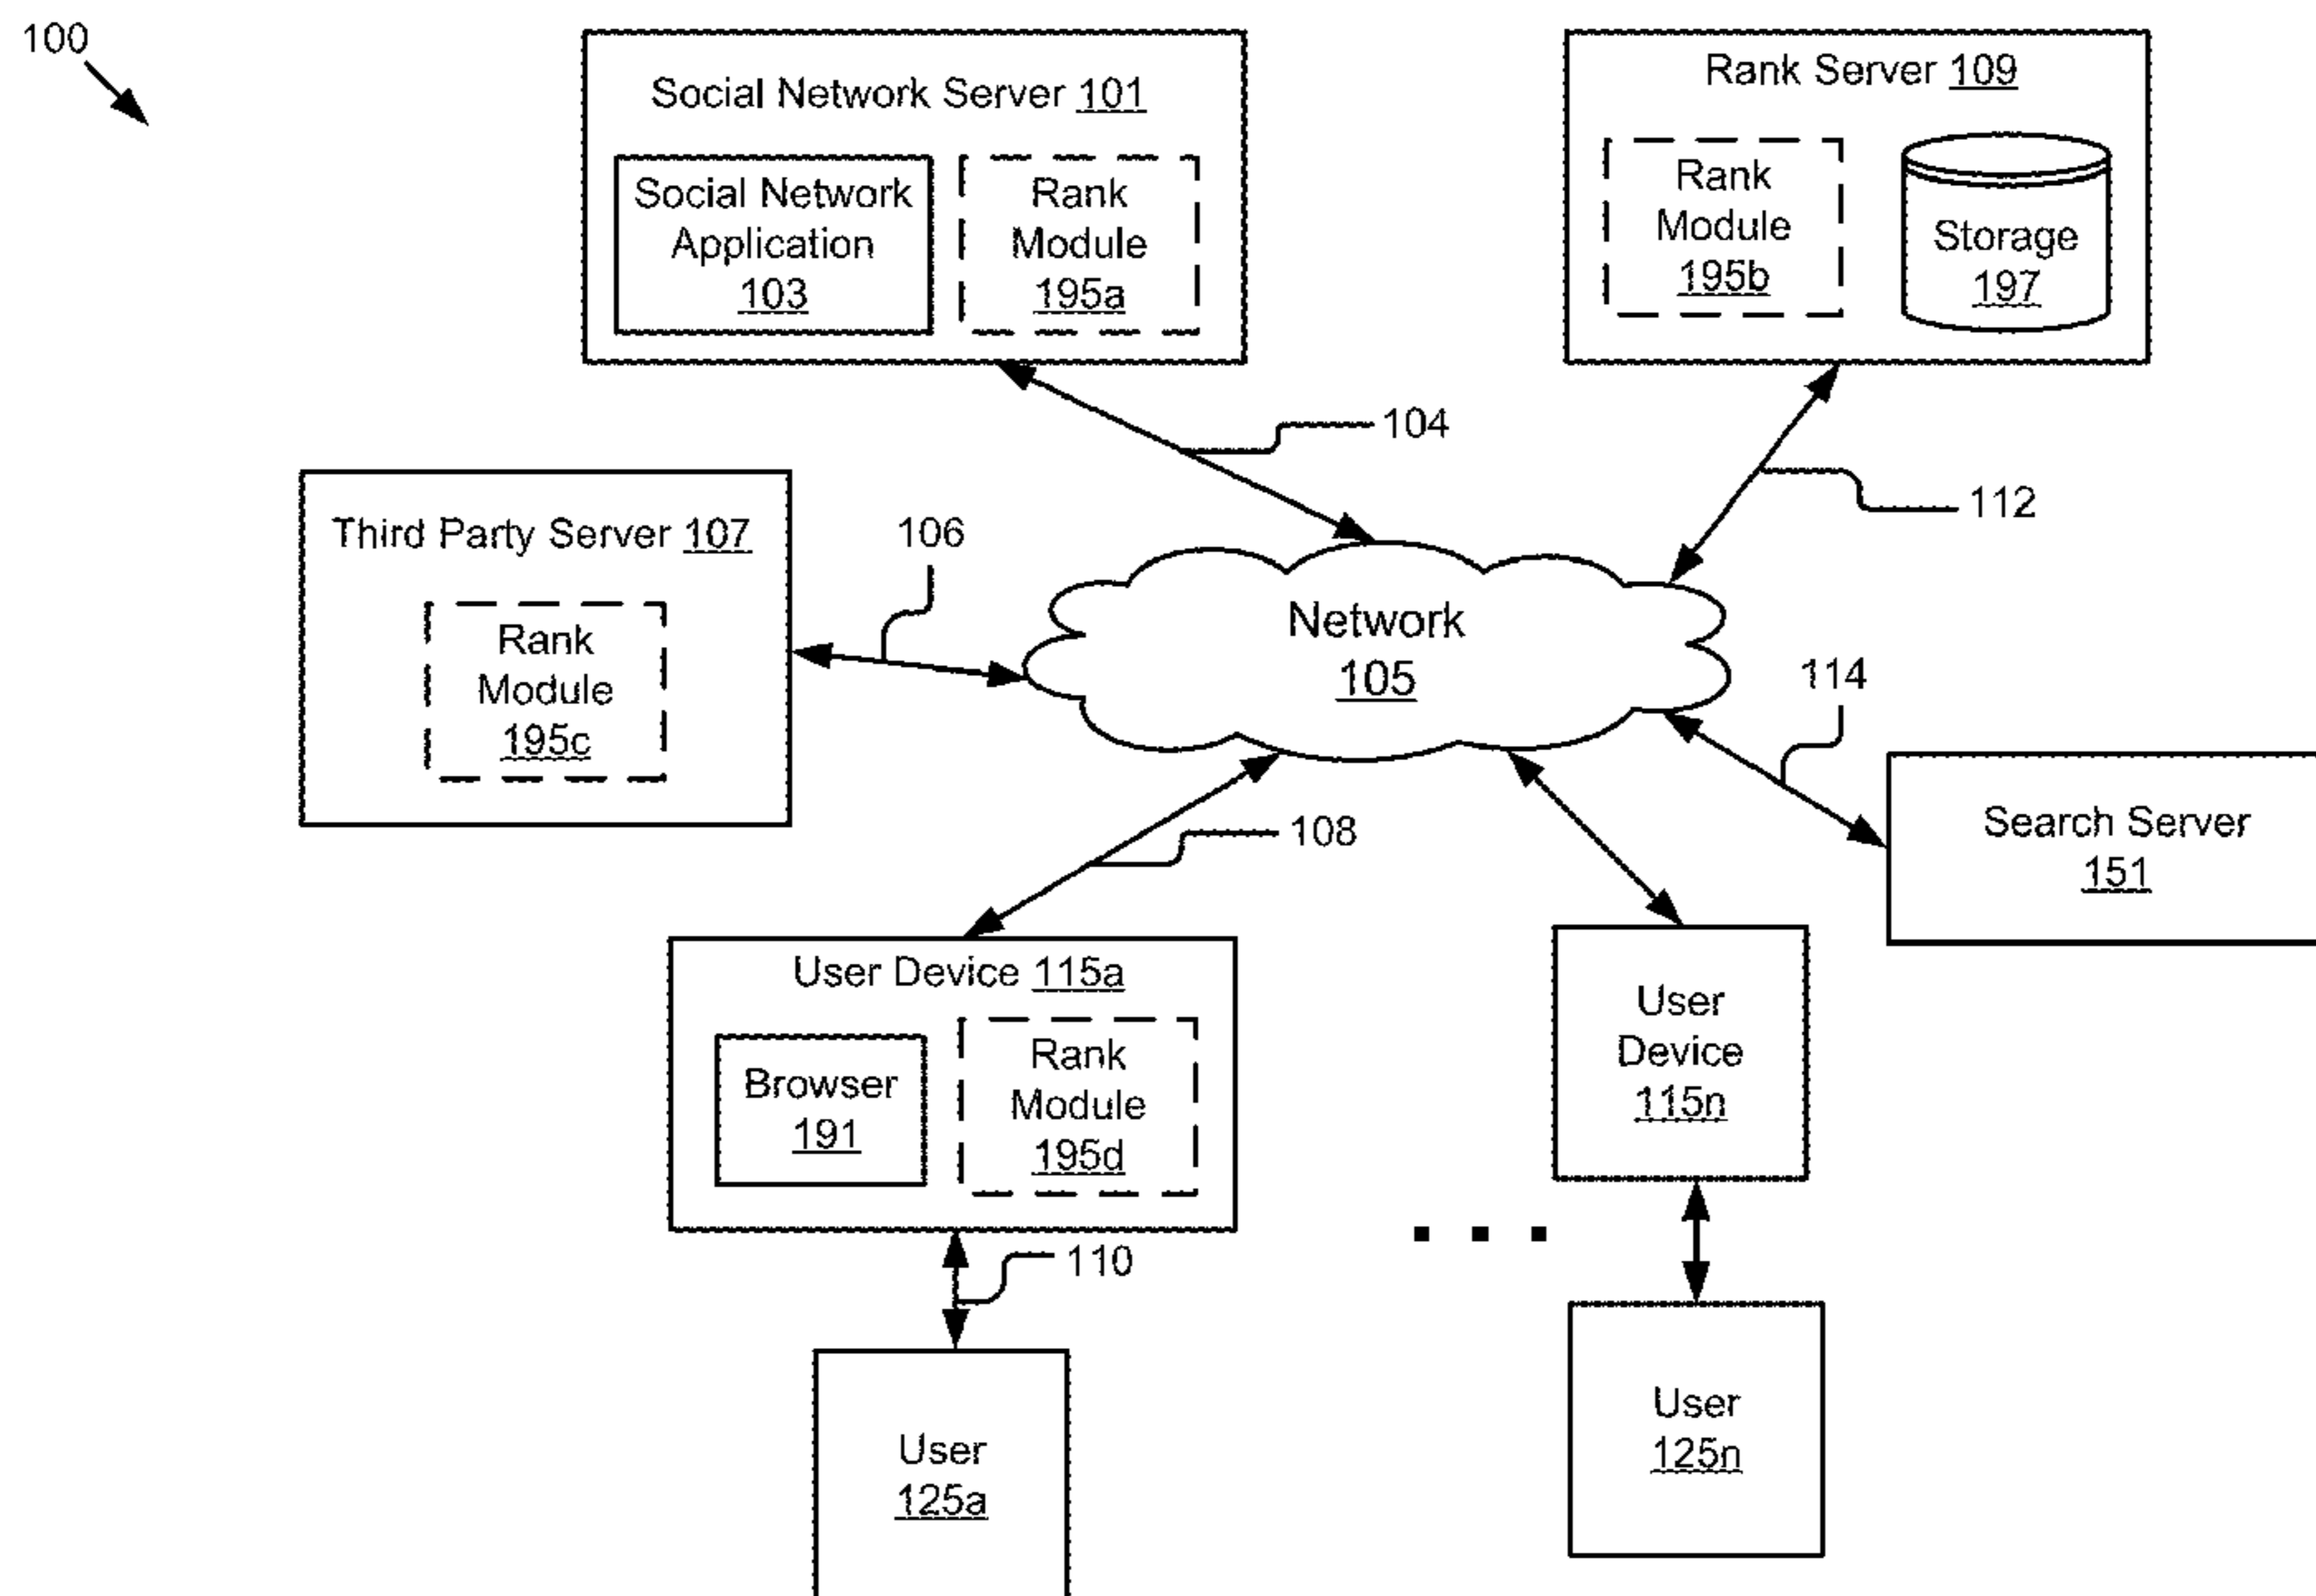 100
Social Network Server 101
Social Network
Application
103
Rank
Module
195a
Rank Server 109
Rank
Module
195b
Storage
197
104
112
Third Party Server 107
Rank
Module
195c
106
Network
105
114
Search Server
151
108
User Device 115a
Browser
191
Rank
Module
195d
User
Device
115n
110
User
125a
. . .
User
125n